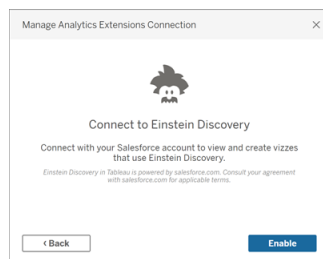 Manage Analytics Extensions Connection
Connect to Einstein Discovery
Connect with your Salesforce account to view and create vizzes
that use Einstein Discovery.
Einstein Discovery in Tableau is powered by salesforce.com. Consult your agreement
with salesforce.com for applicable terms.
‹ Back
Enable